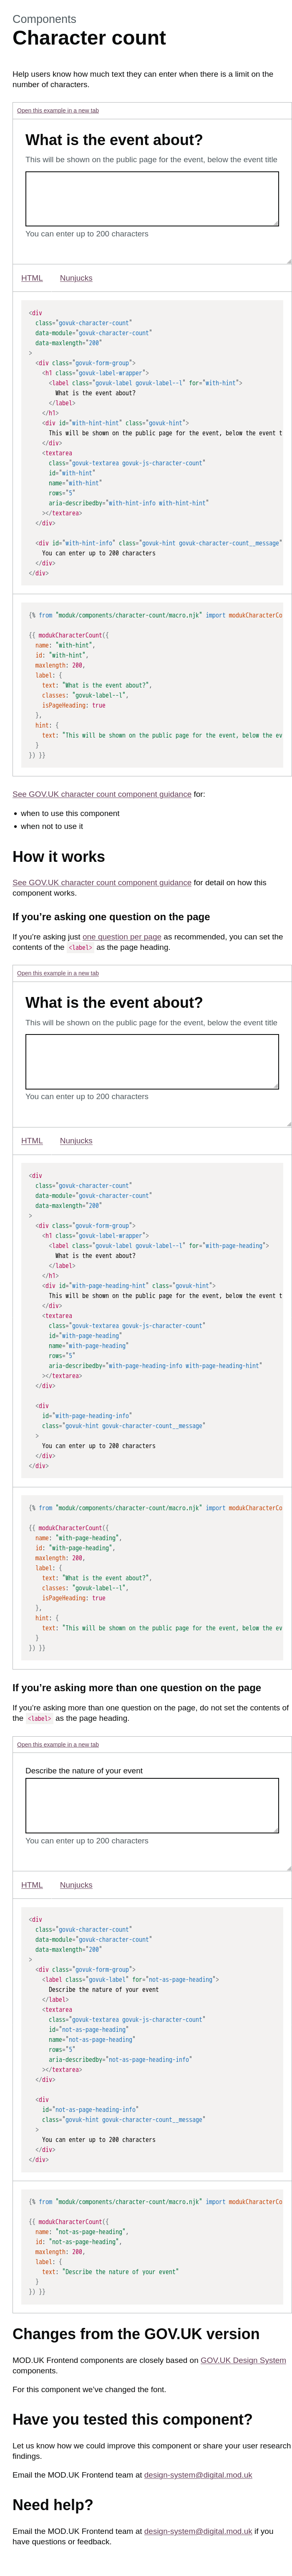 Components
Character count
Help users know how much text they can enter when there is a limit on the
number of characters.
Open this example in a new tab
What is the event about?
This will be shown on the public page for the event, below the event title
You can enter up to 200 characters
HTML Nunjucks
<div
class="govuk-character-count"
data-module="govuk-character-count"
data-maxlength="200"
>
<div class="govuk-form-group">
<h1 class="govuk-label-wrapper">
<label class="govuk-label govuk-label--l" for="with-hint">
What is the event about?
</label>
</h1>
<div id="with-hint-hint" class="govuk-hint">
This will be shown on the public page for the event, below the event t
</div>
<textarea
class="govuk-textarea govuk-js-character-count"
id="with-hint"
name="with-hint"
rows="5"
aria-describedby="with-hint-info with-hint-hint"
></textarea>
</div>
<div id="with-hint-info" class="govuk-hint govuk-character-count__message"
You can enter up to 200 characters
</div>
</div>
{% from "moduk/components/character-count/macro.njk" import modukCharacterCo
{{ modukCharacterCount({
name: "with-hint",
id: "with-hint",
maxlength: 200,
label: {
text: "What is the event about?",
classes: "govuk-label--l",
isPageHeading: true
},
hint: {
text: "This will be shown on the public page for the event, below the ev
}
}) }}
See GOV.UK character count component guidance for:
• when to use this component
• when not to use it
How it works
See GOV.UK character count component guidance for detail on how this
component works.
If you’re asking one question on the page
If you’re asking just one question per page as recommended, you can set the
contents of the <label> as the page heading.
Open this example in a new tab
What is the event about?
This will be shown on the public page for the event, below the event title
You can enter up to 200 characters
HTML Nunjucks
<div
class="govuk-character-count"
data-module="govuk-character-count"
data-maxlength="200"
>
<div class="govuk-form-group">
<h1 class="govuk-label-wrapper">
<label class="govuk-label govuk-label--l" for="with-page-heading">
What is the event about?
</label>
</h1>
<div id="with-page-heading-hint" class="govuk-hint">
This will be shown on the public page for the event, below the event t
</div>
<textarea
class="govuk-textarea govuk-js-character-count"
id="with-page-heading"
name="with-page-heading"
rows="5"
aria-describedby="with-page-heading-info with-page-heading-hint"
></textarea>
</div>
<div
id="with-page-heading-info"
class="govuk-hint govuk-character-count__message"
>
You can enter up to 200 characters
</div>
</div>
{% from "moduk/components/character-count/macro.njk" import modukCharacterCo
{{ modukCharacterCount({
name: "with-page-heading",
id: "with-page-heading",
maxlength: 200,
label: {
text: "What is the event about?",
classes: "govuk-label--l",
isPageHeading: true
},
hint: {
text: "This will be shown on the public page for the event, below the ev
}
}) }}
If you’re asking more than one question on the page
If you’re asking more than one question on the page, do not set the contents of
the <label> as the page heading.
Open this example in a new tab
Describe the nature of your event
You can enter up to 200 characters
HTML Nunjucks
<div
class="govuk-character-count"
data-module="govuk-character-count"
data-maxlength="200"
>
<div class="govuk-form-group">
<label class="govuk-label" for="not-as-page-heading">
Describe the nature of your event
</label>
<textarea
class="govuk-textarea govuk-js-character-count"
id="not-as-page-heading"
name="not-as-page-heading"
rows="5"
aria-describedby="not-as-page-heading-info"
></textarea>
</div>
<div
id="not-as-page-heading-info"
class="govuk-hint govuk-character-count__message"
>
You can enter up to 200 characters
</div>
</div>
{% from "moduk/components/character-count/macro.njk" import modukCharacterCo
{{ modukCharacterCount({
name: "not-as-page-heading",
id: "not-as-page-heading",
maxlength: 200,
label: {
text: "Describe the nature of your event"
}
}) }}
Changes from the GOV.UK version
MOD.UK Frontend components are closely based on GOV.UK Design System
components.
For this component we’ve changed the font.
Have you tested this component?
Let us know how we could improve this component or share your user research
findings.
Email the MOD.UK Frontend team at design-system@digital.mod.uk
Need help?
Email the MOD.UK Frontend team at design-system@digital.mod.uk if you
have questions or feedback.